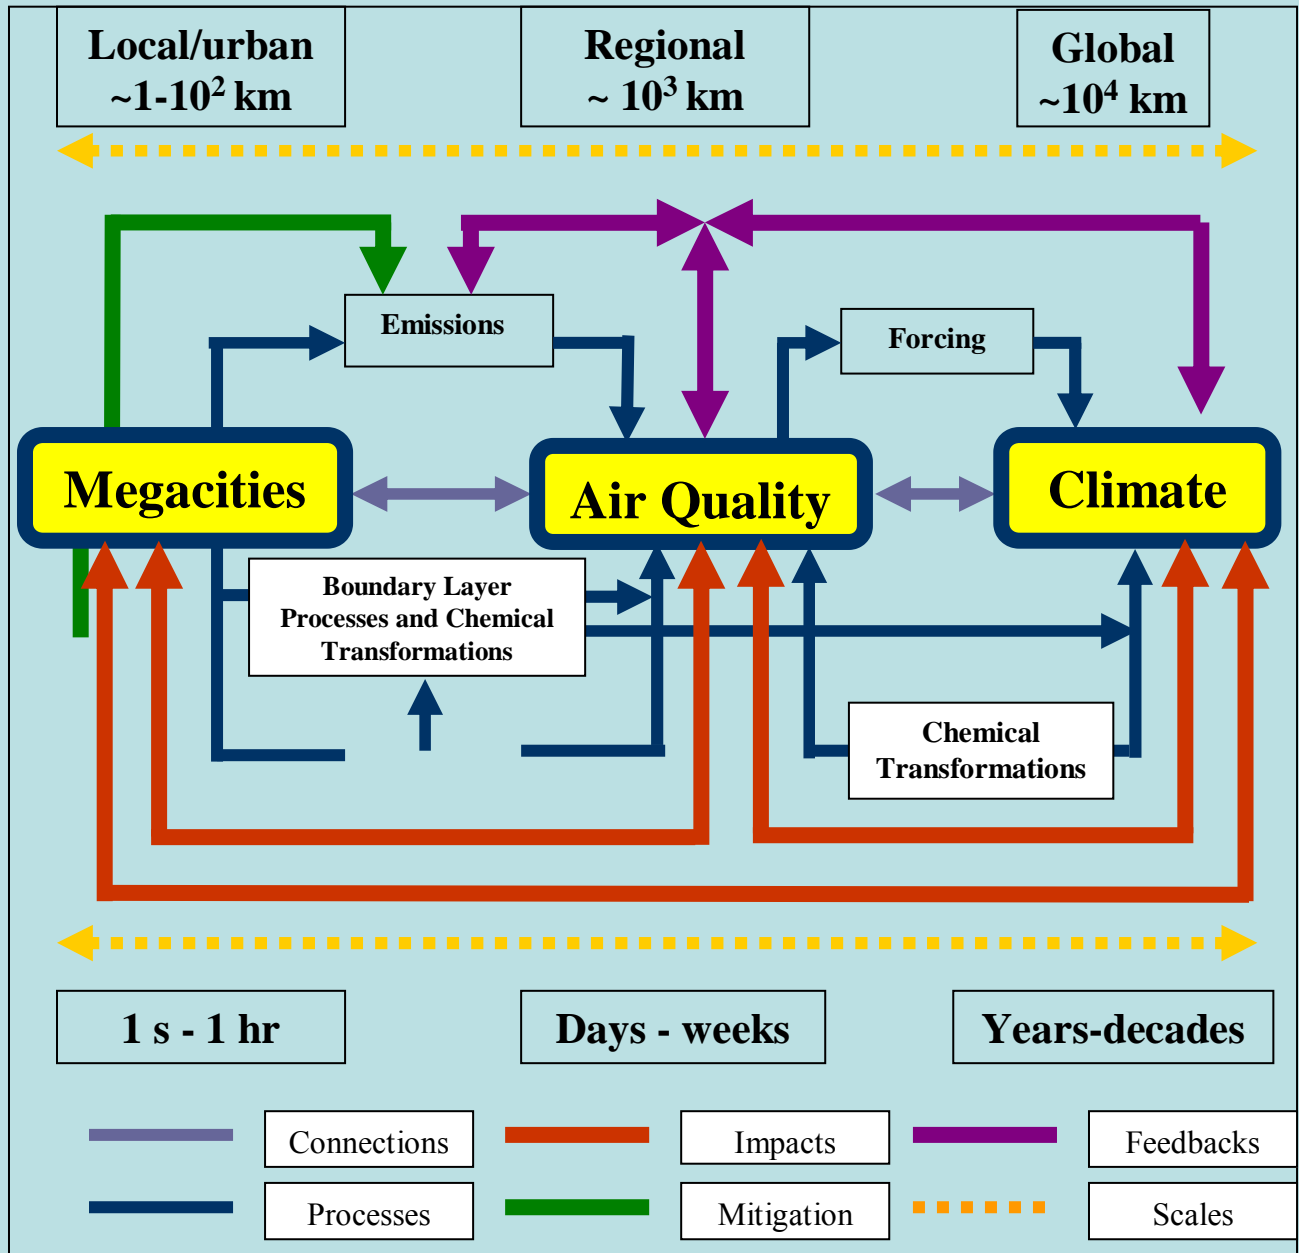 Local/urban
~1-10² km
Regional
~ 10³ km
Global
~10⁴ km
Emissions
Forcing
Megacities
Air Quality
Climate
Boundary Layer
Processes and Chemical
Transformations
Chemical
Transformations
1 s - 1 hr
Days - weeks
Years-decades
Connections
Impacts
Feedbacks
Processes
Mitigation
Scales